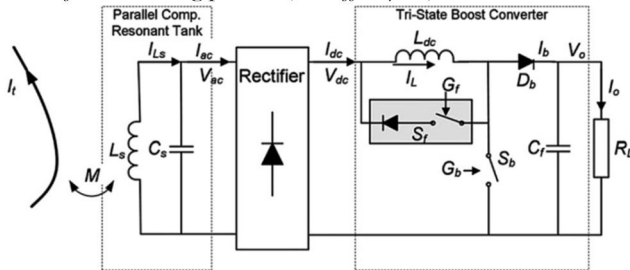 Parallel Comp.
Resonant Tank
Tri-State Boost Converter
I_t
M
L_s
C_s
I_Ls
I_ac
V_ac
Rectifier
I_dc
V_dc
L_dc
I_L
G_f
S_f
G_b
S_b
D_b
I_b
V_o
C_f
I_o
R_L